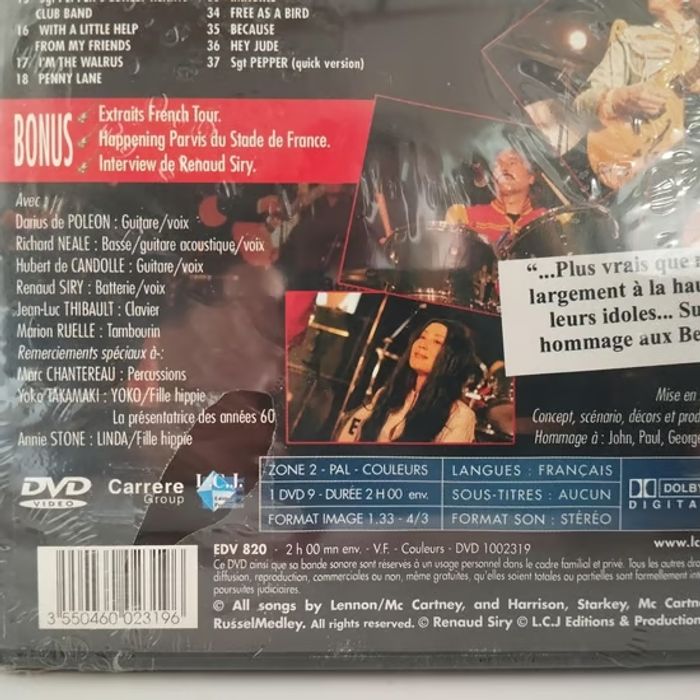 CLUB BAND
16 WITH A LITTLE HELP
FROM MY FRIENDS
17 I'M THE WALRUS
18 PENNY LANE
34 FREE AS A BIRD
35 BECAUSE
36 HEY JUDE
37 Sgt PEPPER (quick version)
BONUS
Extraits French Tour.
Happening Parvis du Stade de France.
Interview de Renaud Siry.
Avec :
Darius de POLEON : Guitare/voix
Richard NEALE : Basse/guitare acoustique/voix
Hubert de CANDOLLE : Guitare/voix
Renaud SIRY : Batterie/voix
Jean-Luc THIBAULT : Clavier
Marion RUELLE : Tambourin
Remerciements spéciaux à :
Marc CHANTEREAU : Percussions
Yoko TAKAMAKI : YOKO/Fille hippie
La présentatrice des années 60
Annie STONE : LINDA/Fille hippie
"...Plus vrais que
largement à la hau
leurs idoles... Su
hommage aux Be
Mise en
Concept, scénario, décors et prod
Hommage à : John, Paul, George
DVD
VIDEO
Carrere
Group
L.C.J.
ZONE 2 - PAL - COULEURS
1 DVD 9 - DURÉE 2 H 00 env.
FORMAT IMAGE 1.33 - 4/3
LANGUES : FRANÇAIS
SOUS-TITRES : AUCUN
FORMAT SON : STÉRÉO
DOLBY
DIGITA
www.lc
EDV 820 - 2 h 00 mn env. - V.F. - Couleurs - DVD 1002319
Ce DVD ainsi que sa bande sonore sont réservés à un usage personnel dans le cadre familial et privé. Tous les autres dro
diffusion, reproduction, commerciales ou non, même gratuites, qu'elles soient totales ou partielles sont formellement in
poursuites judiciaires.
© All songs by Lennon/Mc Cartney, and Harrison, Starkey, Mc Cartn
RusselMedley. All rights reserved. © Renaud Siry © L.C.J Editions & Production
3 550460 023196